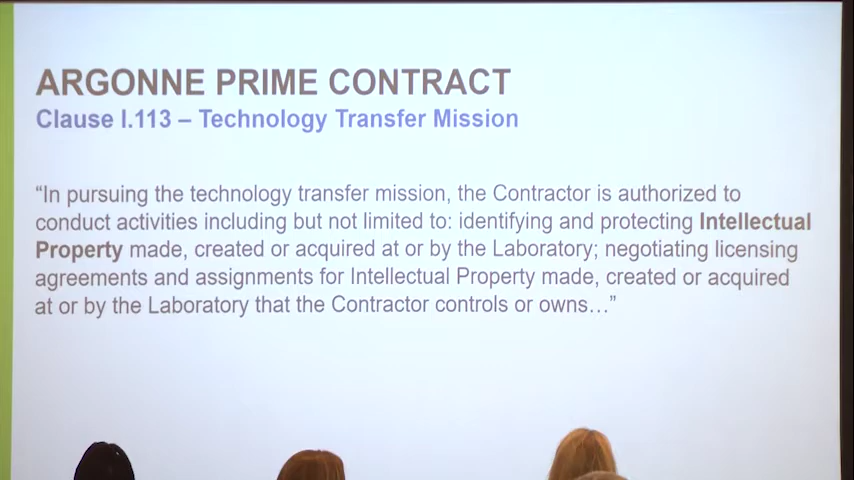 ARGONNE PRIME CONTRACT
Clause I.113 – Technology Transfer Mission
“In pursuing the technology transfer mission, the Contractor is authorized to
conduct activities including but not limited to: identifying and protecting Intellectual
Property made, created or acquired at or by the Laboratory; negotiating licensing
agreements and assignments for Intellectual Property made, created or acquired
at or by the Laboratory that the Contractor controls or owns…”